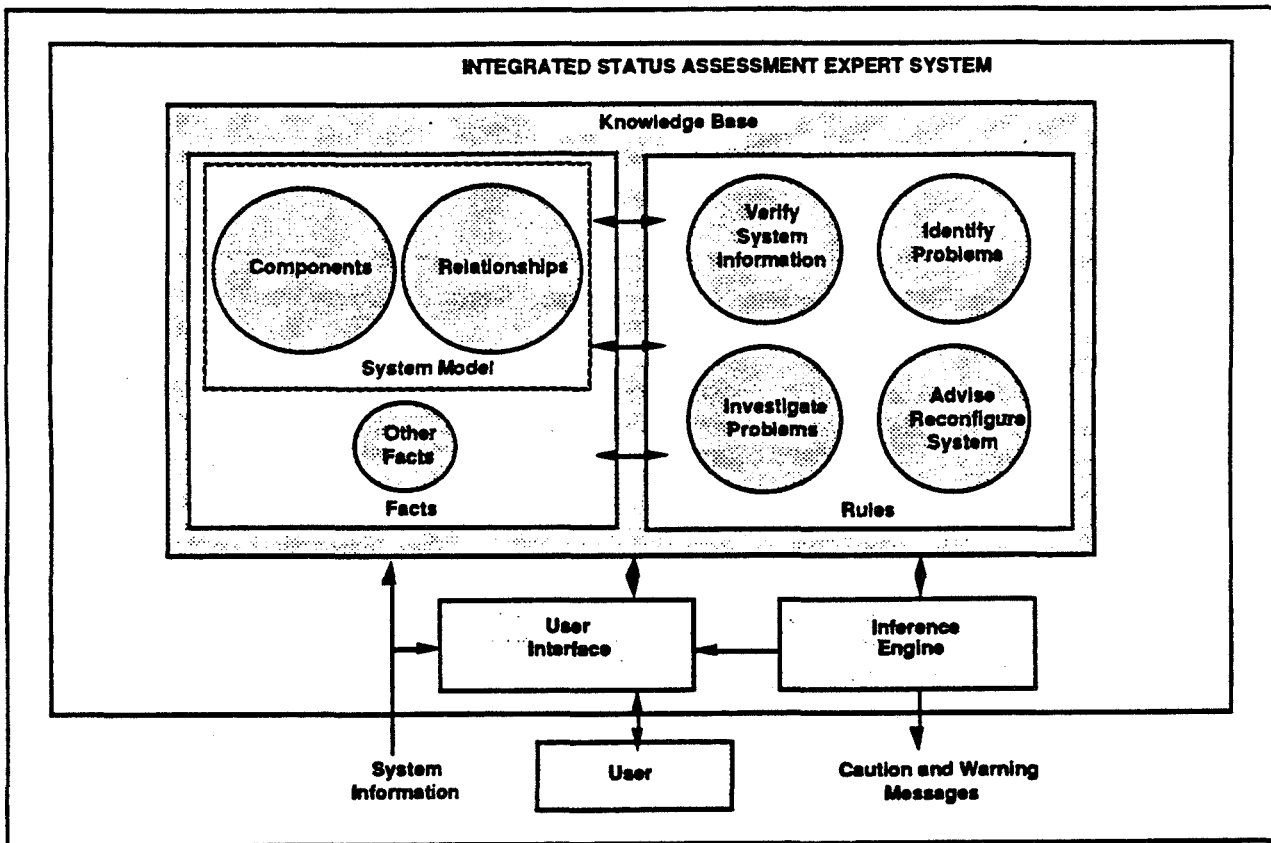 INTEGRATED STATUS ASSESSMENT EXPERT SYSTEM
Knowledge Base
Components
Relationships
System Model
Other
Facts
Facts
Verify
System
Information
Identify
Problems
Investigate
Problems
Advise
Reconfigure
System
Rules
User
Interface
Inference
Engine
System
Information
User
Caution and Warning
Messages